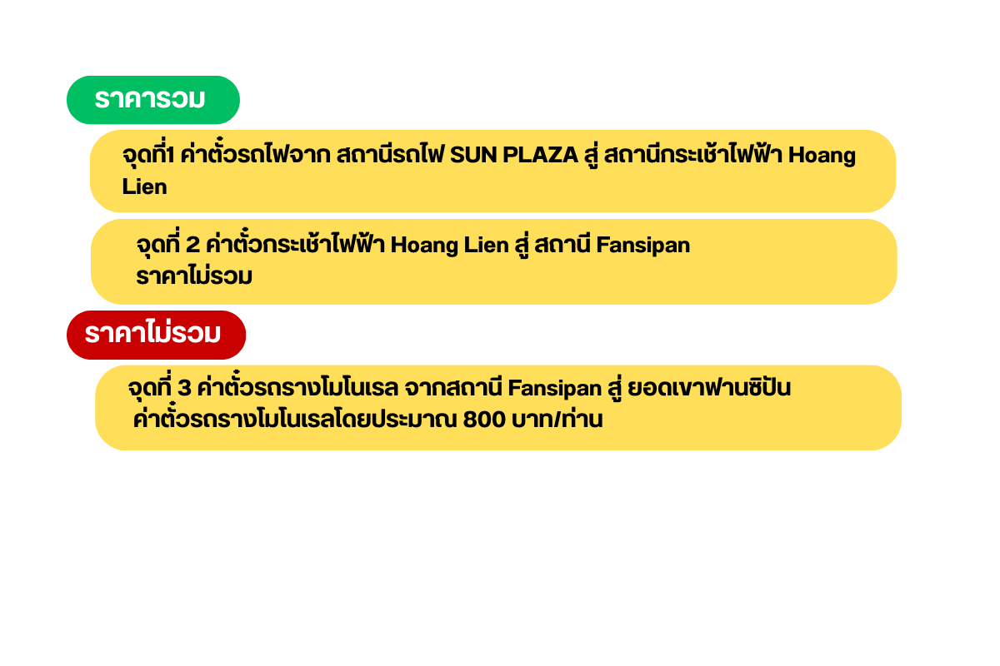 ราคารวม
จุดที่1 ค่าตั๋วรถไฟจาก สถานีรถไฟ SUN PLAZA สู่ สถานีกระเช้าไฟฟ้า Hoang
Lien
จุดที่ 2 ค่าตั๋วกระเช้าไฟฟ้า Hoang Lien สู่ สถานี Fansipan
ราคาไม่รวม
ราคาไม่รวม
จุดที่ 3 ค่าตั๋วรถรางโมโนเรล จากสถานี Fansipan สู่ ยอดเขาฟานซิปัน
ค่าตั๋วรถรางโมโนเรลโดยประมาณ 800 บาท/ท่าน